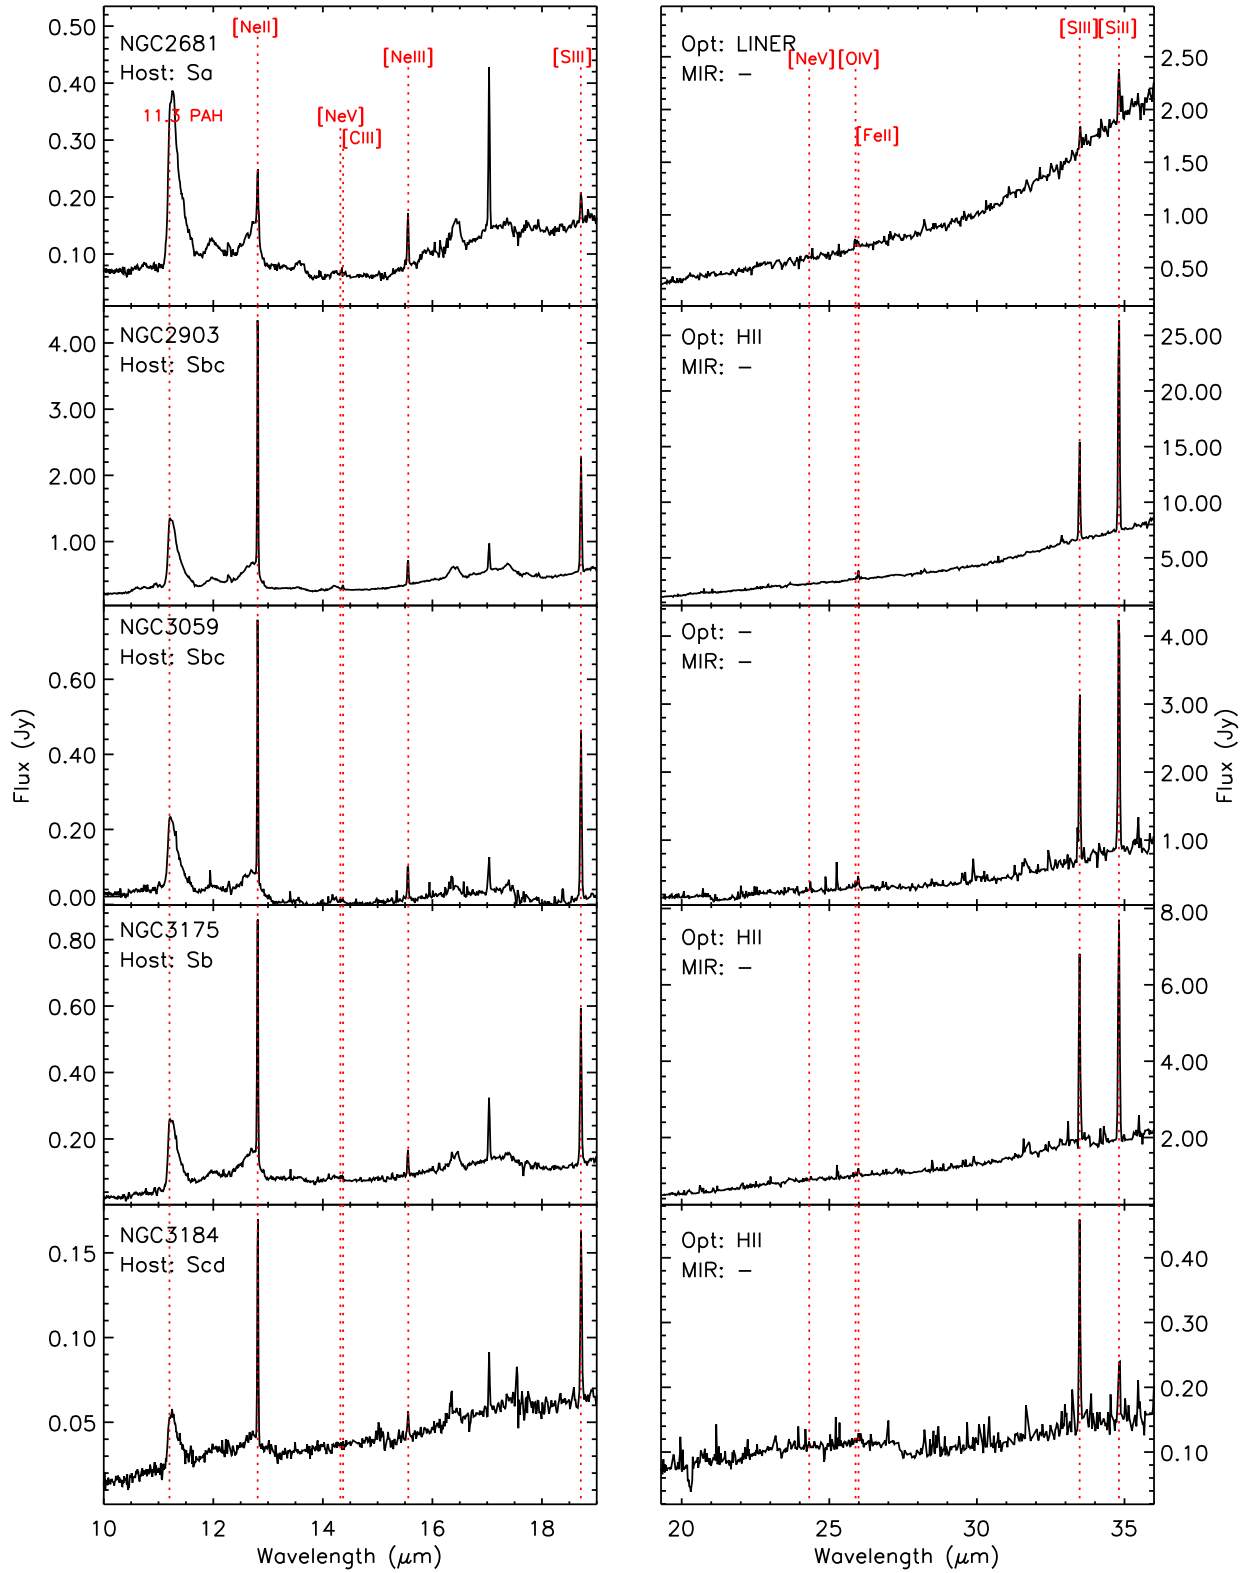 NGC2681
Host: Sa
11.3 PAH
[NeII]
[NeV]
[CIII]
[NeIII]
[SIII]
0.50
0.40
0.30
0.20
0.10
Opt: LINER
MIR: –
[NeV]
[OIV]
[FeII]
[SIII]
[SiII]
2.50
2.00
1.50
1.00
0.50
NGC2903
Host: Sbc
4.00
3.00
2.00
1.00
Opt: HII
MIR: –
25.00
20.00
15.00
10.00
5.00
NGC3059
Host: Sbc
0.60
0.40
0.20
0.00
Flux (Jy)
Opt: –
MIR: –
4.00
3.00
2.00
1.00
Flux (Jy)
NGC3175
Host: Sb
0.80
0.60
0.40
0.20
Opt: HII
MIR: –
8.00
6.00
4.00
2.00
NGC3184
Host: Scd
0.15
0.10
0.05
Opt: HII
MIR: –
0.40
0.30
0.20
0.10
10 12 14 16 18
Wavelength (μm)
20 25 30 35
Wavelength (μm)